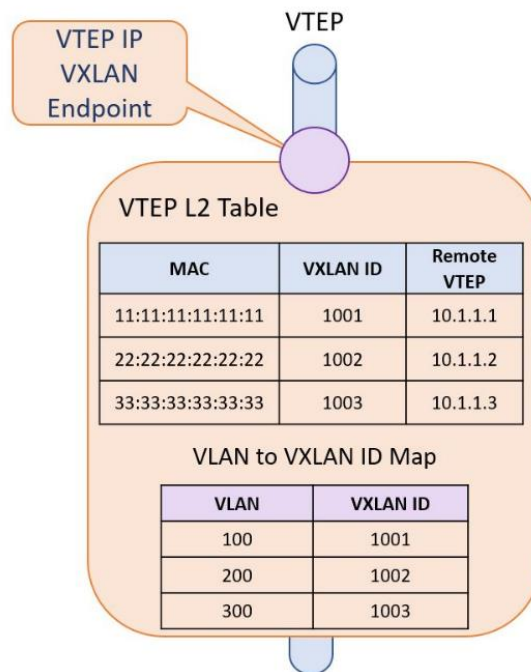 VTEP IP
VXLAN
Endpoint
VTEP
VTEP L2 Table
MAC VXLAN ID Remote VTEP
11:11:11:11:11:11 1001 10.1.1.1
22:22:22:22:22:22 1002 10.1.1.2
33:33:33:33:33:33 1003 10.1.1.3
VLAN to VXLAN ID Map
VLAN VXLAN ID
100 1001
200 1002
300 1003